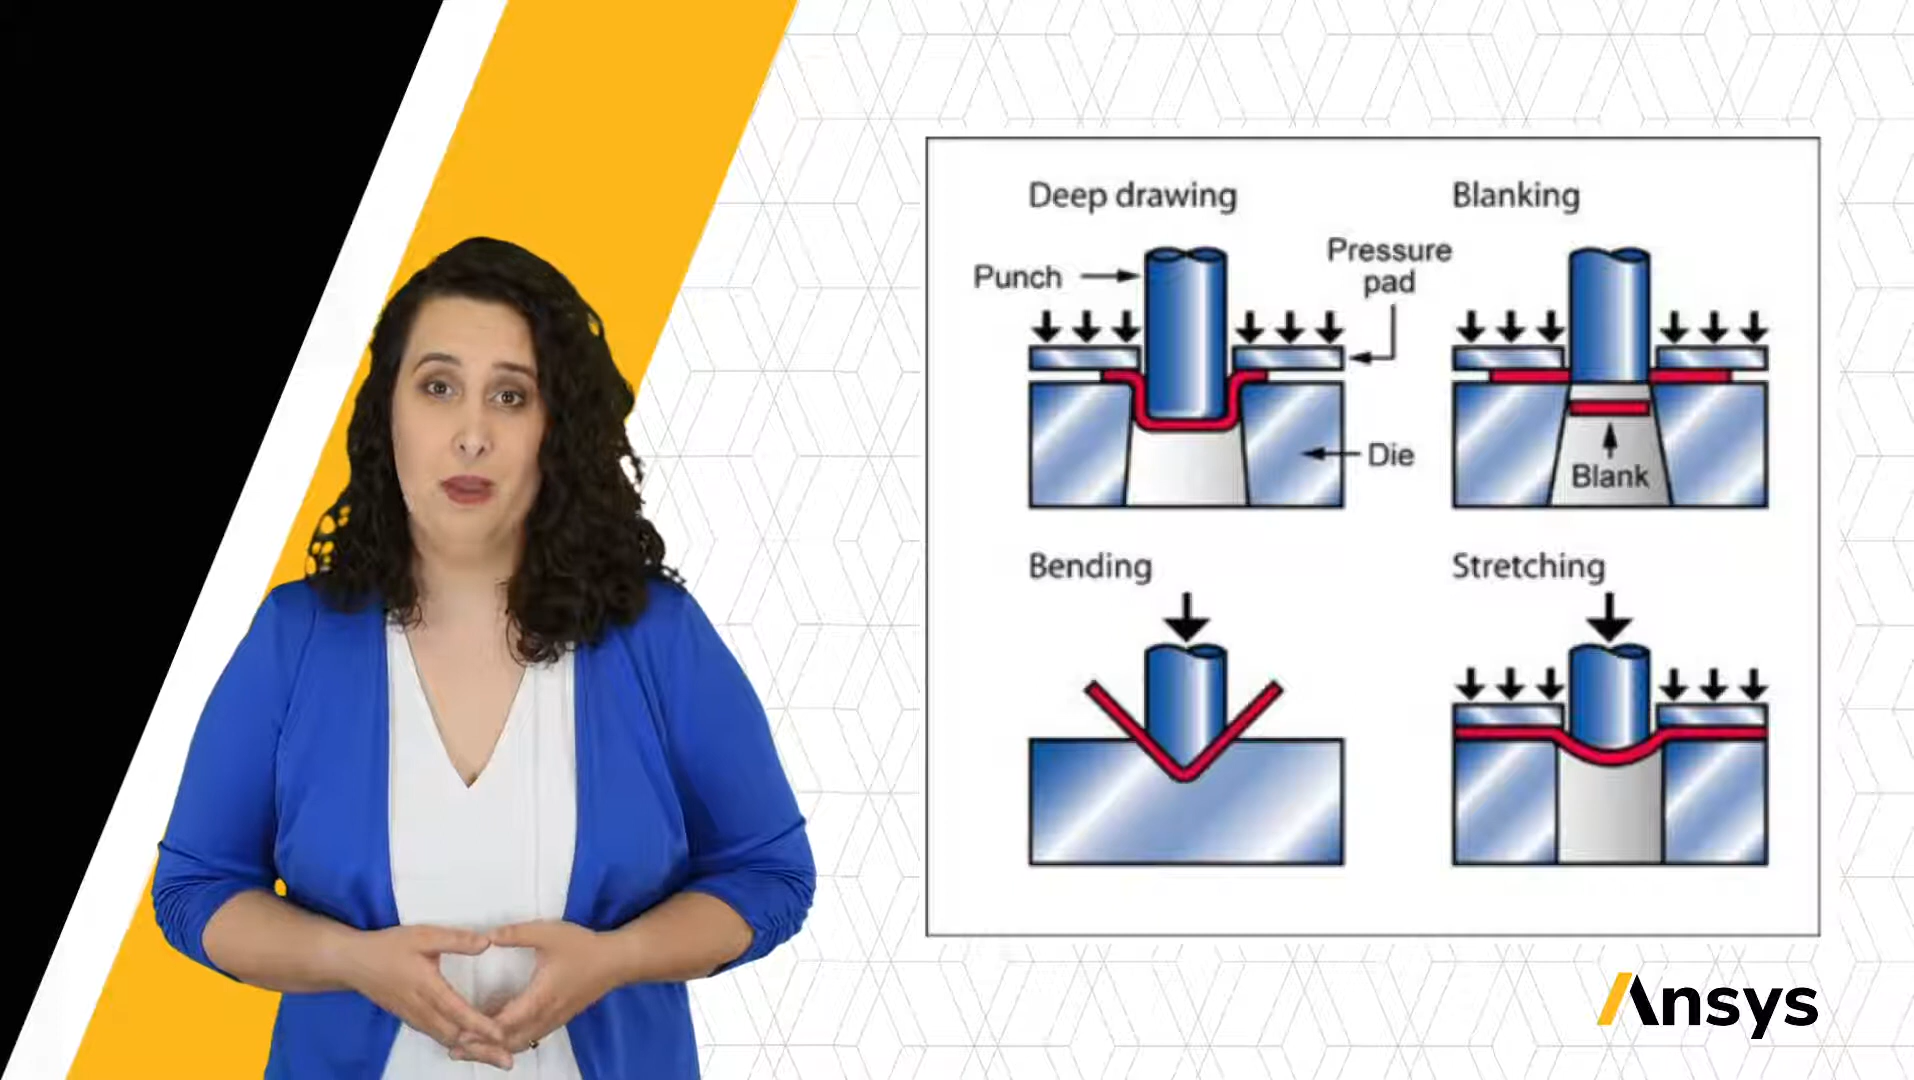 Deep drawing
Blanking
Punch
Pressure
pad
Die
Blank
Bending
Stretching
Ansys